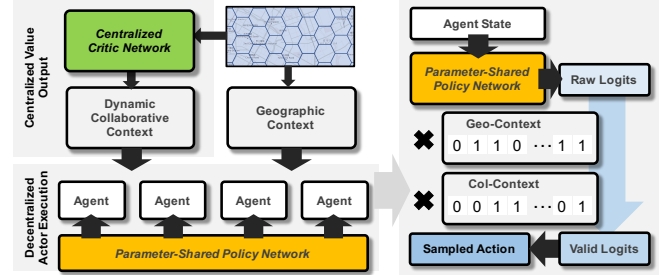 Centralized Value
Output
Centralized
Critic Network
Dynamic
Collaborative
Context
Geographic
Context
Decentralized
Actor Execution
Agent
Agent
Agent
Agent
Parameter-Shared Policy Network
Agent State
Parameter-Shared
Policy Network
Raw Logits
Geo-Context
0 1 1 0 ··· 1 1
Col-Context
0 0 1 1 ··· 0 1
Sampled Action
Valid Logits